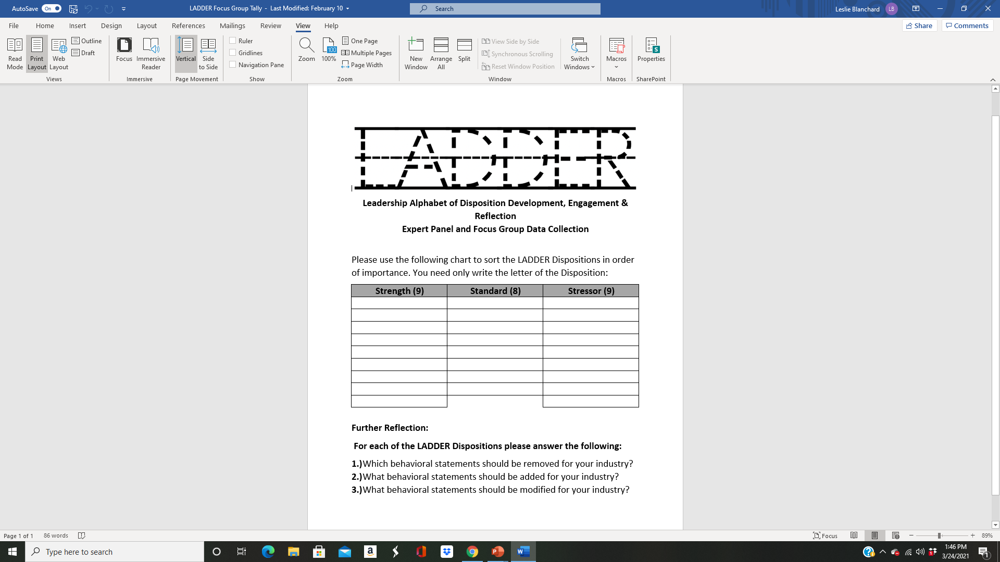 AutoSave On LADDER Focus Group Tally - Last Modified: February 10 Search Leslie Blanchard LB
File Home Insert Design Layout References Mailings Review View Help Share Comments
Read Mode
Print Layout
Web Layout
Outline
Draft
Views
Focus
Immersive Reader
Immersive
Vertical
Side to Side
Page Movement
Ruler
Gridlines
Navigation Pane
Show
Zoom
100
100%
One Page
Multiple Pages
Page Width
Zoom
New Window
Arrange All
Split
View Side by Side
Synchronous Scrolling
Reset Window Position
Switch Windows
Window
Macros
Macros
S
Properties
SharePoint
LADDER
Leadership Alphabet of Disposition Development, Engagement &
Reflection
Expert Panel and Focus Group Data Collection
Please use the following chart to sort the LADDER Dispositions in order
of importance. You need only write the letter of the Disposition:
Strength (9) Standard (8) Stressor (9)
Further Reflection:
For each of the LADDER Dispositions please answer the following:
1.)Which behavioral statements should be removed for your industry?
2.)What behavioral statements should be added for your industry?
3.)What behavioral statements should be modified for your industry?
Page 1 of 1 86 words Focus 89%
Type here to search a P W 1:46 PM
3/24/2021 1